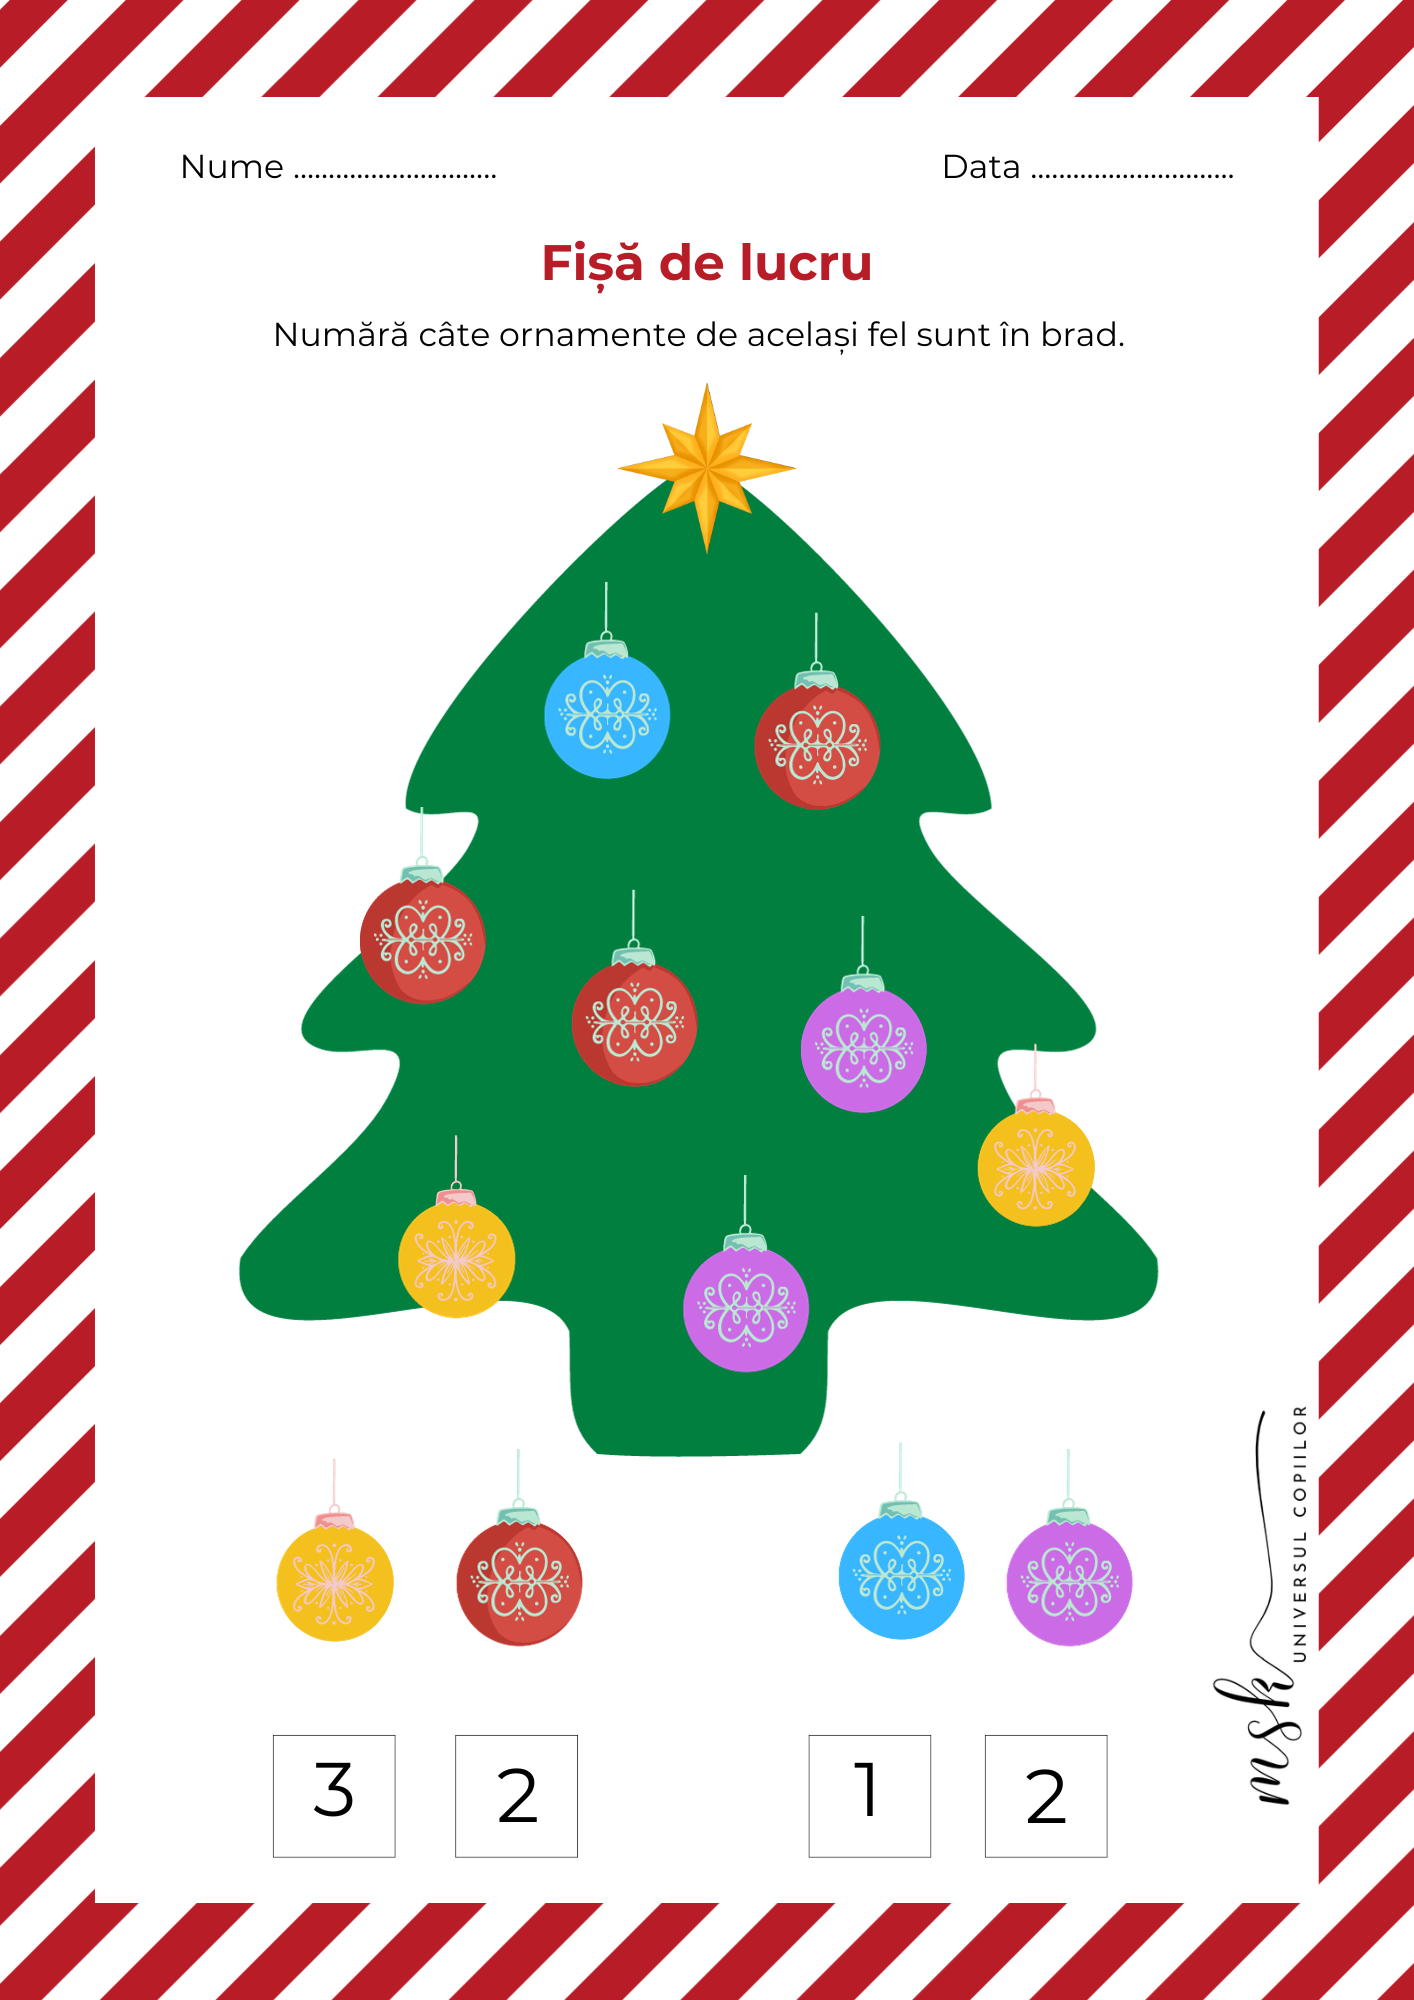 Nume .............................
Data .............................
Fișă de lucru
Numără câte ornamente de același fel sunt în brad.
3
2
1
2
msk
UNIVERSUL COPIILOR